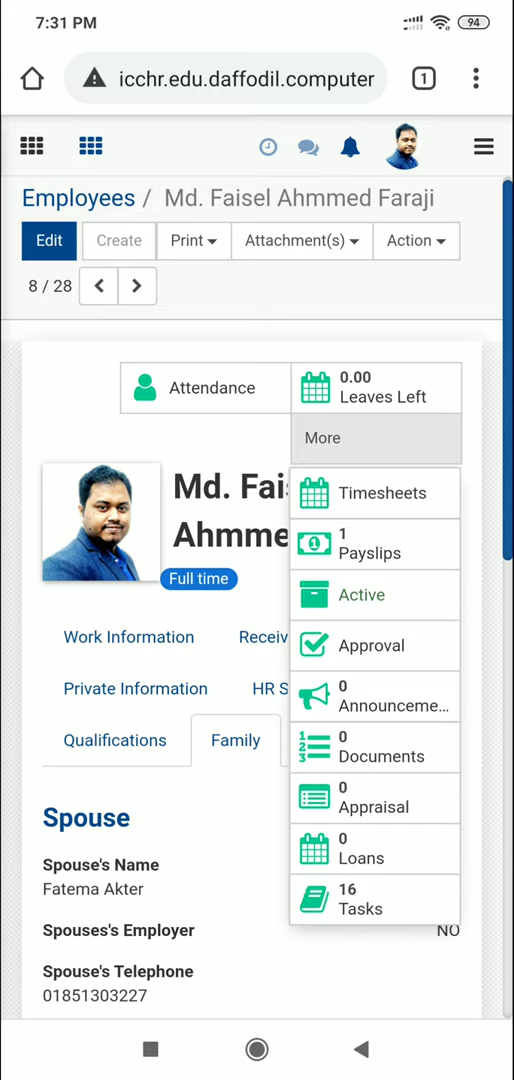 7:31 PM
94
icchr.edu.daffodil.computer
1
Employees / Md. Faisel Ahmmed Faraji
Edit
Create
Print
Attachment(s)
Action
8 / 28
Attendance
0.00
Leaves Left
More
Md. Fai
Ahmme
Full time
Timesheets
1
Payslips
Active
Approval
0
Announceme...
0
Documents
0
Appraisal
0
Loans
16
Tasks
Work Information
Receiv
Private Information
HR S
Qualifications
Family
Spouse
Spouse's Name
Fatema Akter
Spouses's Employer
NO
Spouse's Telephone
01851303227